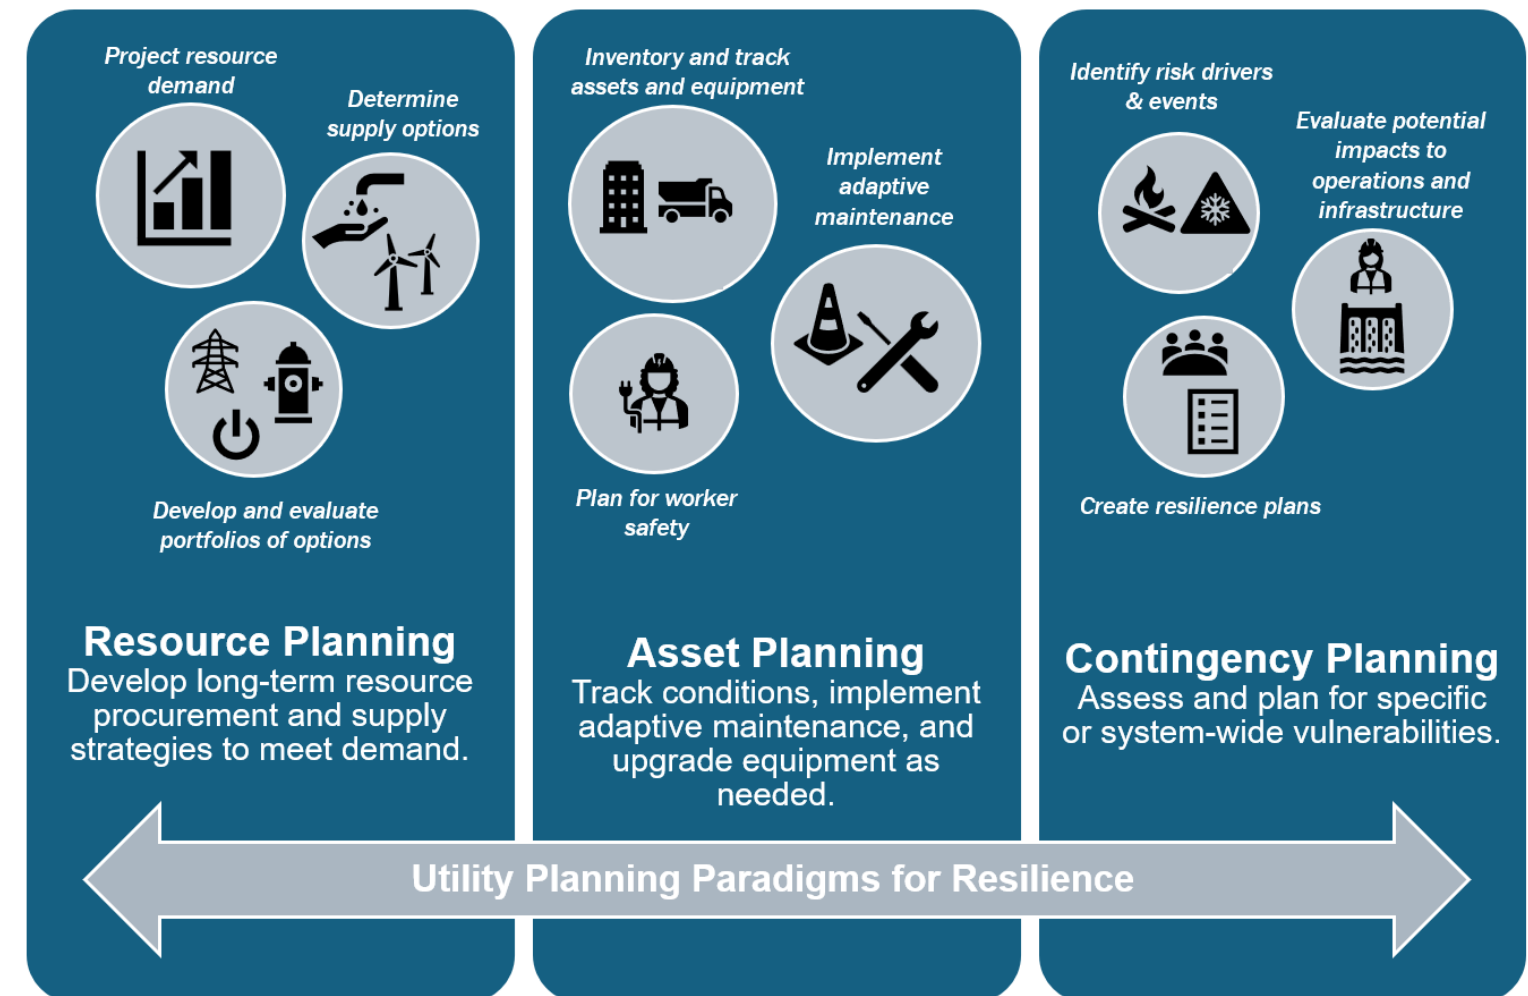 Project resource
demand
Determine
supply options
Develop and evaluate
portfolios of options
Resource Planning
Develop long-term resource
procurement and supply
strategies to meet demand.
Inventory and track
assets and equipment
Implement
adaptive
maintenance
Plan for worker
safety
Asset Planning
Track conditions, implement
adaptive maintenance, and
upgrade equipment as
needed.
Identify risk drivers
& events
Evaluate potential
impacts to
operations and
infrastructure
Create resilience plans
Contingency Planning
Assess and plan for specific
or system-wide vulnerabilities.
Utility Planning Paradigms for Resilience